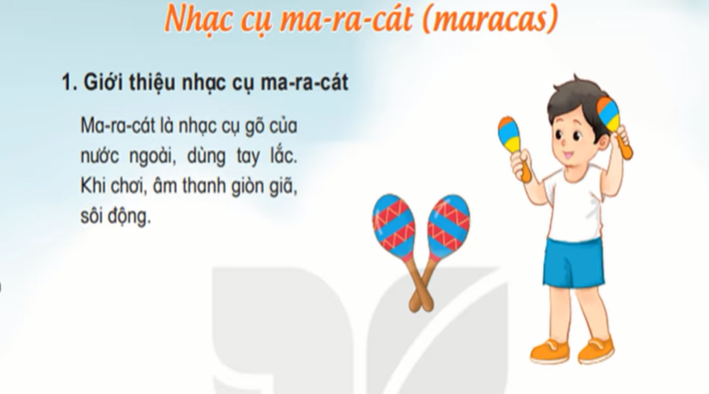 Nhạc cụ ma-ra-cát (maracas)
1. Giới thiệu nhạc cụ ma-ra-cát
Ma-ra-cát là nhạc cụ gõ của
nước ngoài, dùng tay lắc.
Khi chơi, âm thanh giòn giã,
sôi động.